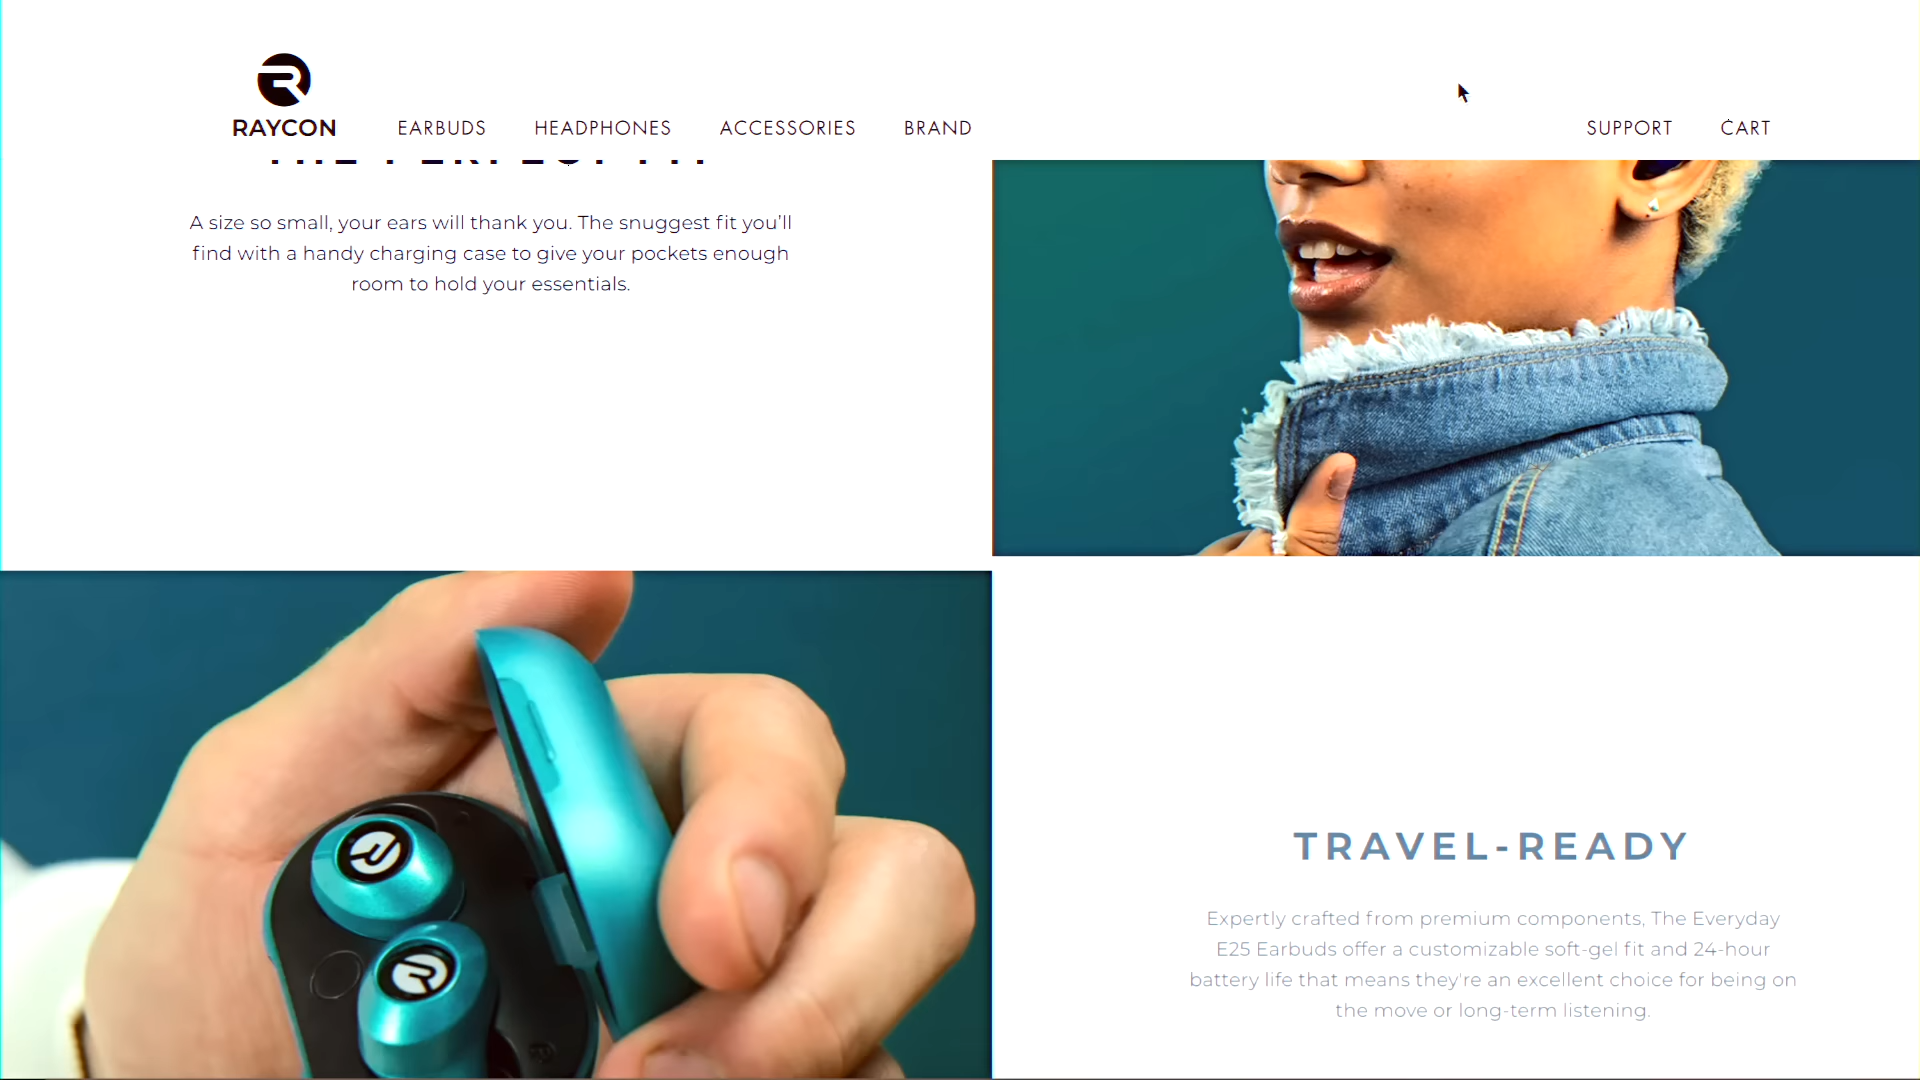 RAYCON
EARBUDS
HEADPHONES
ACCESSORIES
BRAND
SUPPORT
CART
THE PERFECT FIT
A size so small, your ears will thank you. The snuggest fit you'll
find with a handy charging case to give your pockets enough
room to hold your essentials.
TRAVEL-READY
Expertly crafted from premium components, The Everyday
E25 Earbuds offer a customizable soft-gel fit and 24-hour
battery life that means they're an excellent choice for being on
the move or long-term listening.